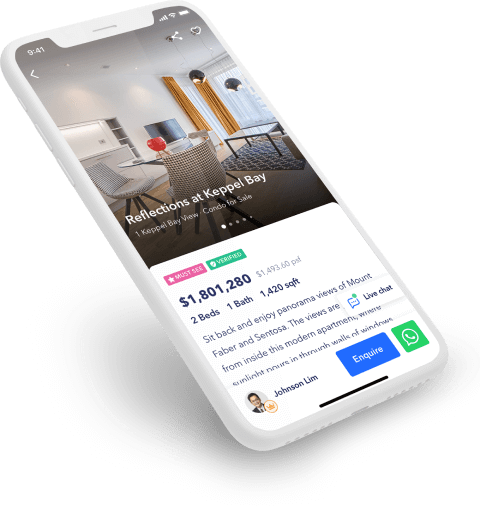 9:41
Reflections at Keppel Bay
1 Keppel Bay View · Condo for Sale
MUST SEE
VERIFIED
$1,801,280 $1,493.60 psf
2 Beds 1 Bath 1,420 sqft
Sit back and enjoy panorama views of Mount
Faber and Sentosa. The views are
from inside this modern apartment, where
sunlight pours in through walls of windows
Live chat
Enquire
Johnson Lim